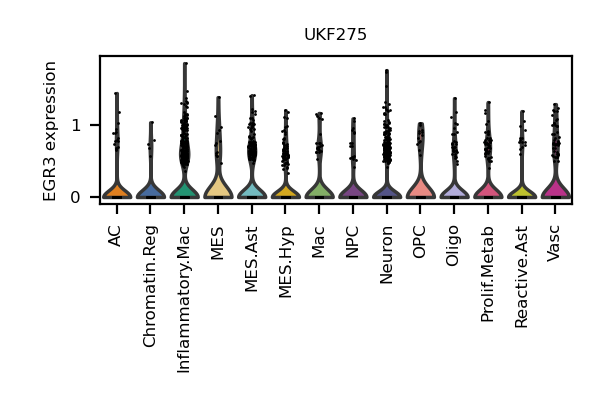 UKF275
EGR3 expression
1
0
AC
Chromatin.Reg
Inflammatory.Mac
MES
MES.Ast
MES.Hyp
Mac
NPC
Neuron
OPC
Oligo
Prolif.Metab
Reactive.Ast
Vasc